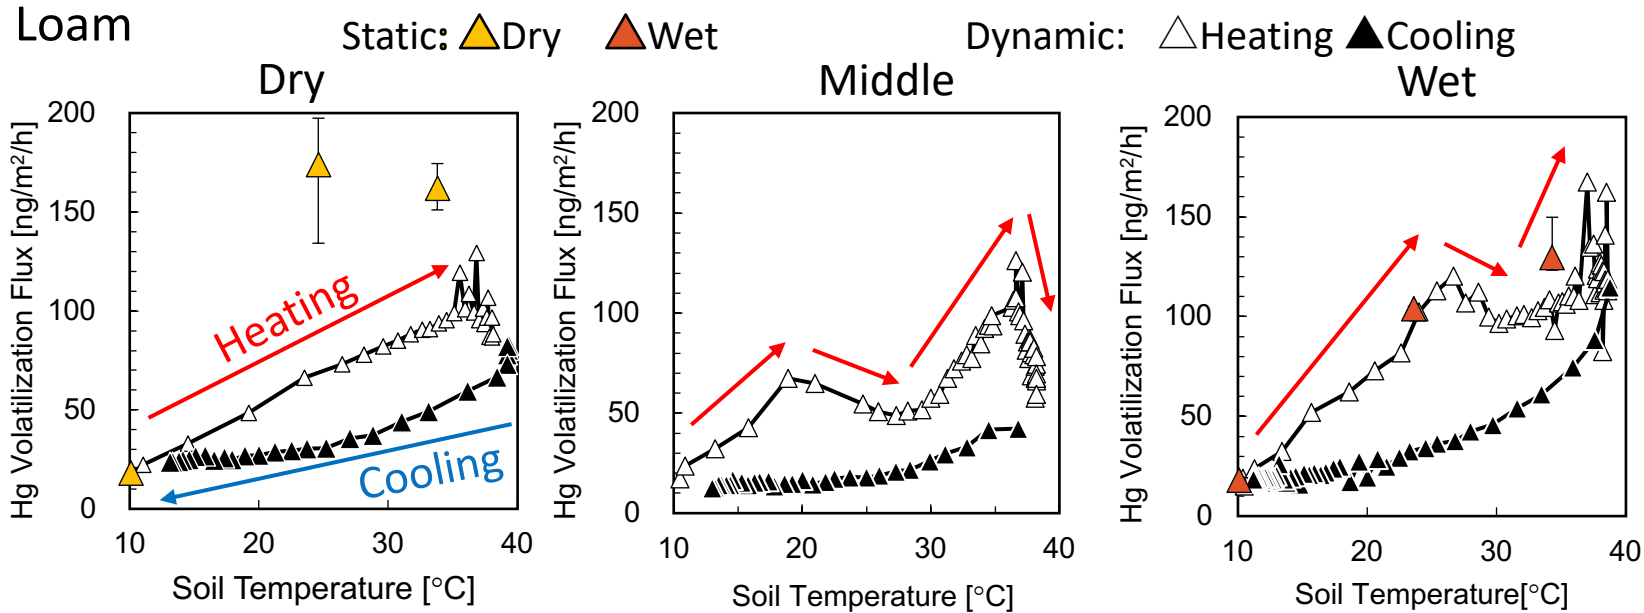 Loam
Static: Dry Wet Dynamic: Heating Cooling
Dry Middle Wet
Hg Volatilization Flux [ng/m²/h]
200
150
100
50
0
10 20 30 40
Soil Temperature [°C]
Heating
Cooling
Hg Volatilization Flux [ng/m²/h]
200
150
100
50
0
10 20 30 40
Soil Temperature [°C]
Hg Volatilization Flux [ng/m²/h]
200
150
100
50
0
10 20 30 40
Soil Temperature[°C]